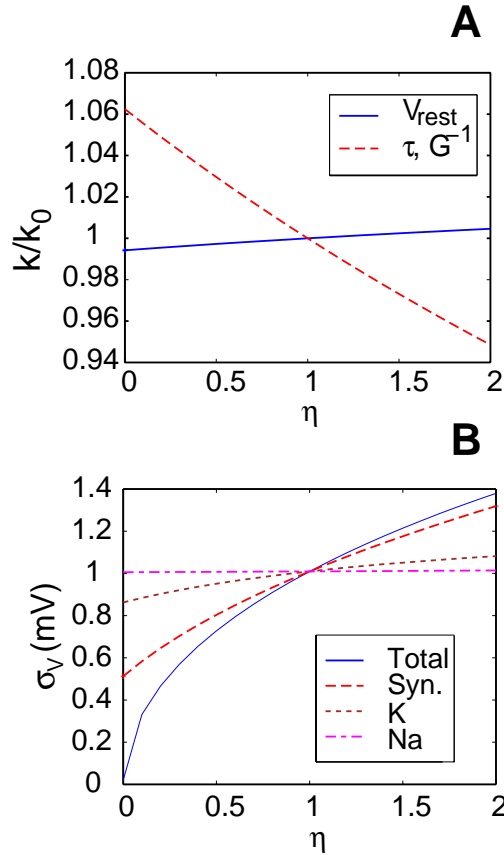 A
1.08
1.06
1.04
1.02
1
0.98
0.96
0.94
k/k0
Vrest
τ, G−1
0 0.5 1 1.5 2
η
B
1.4
1.2
1
0.8
0.6
0.4
0.2
0
σV (mV)
Total
Syn.
K
Na
0 0.5 1 1.5 2
η